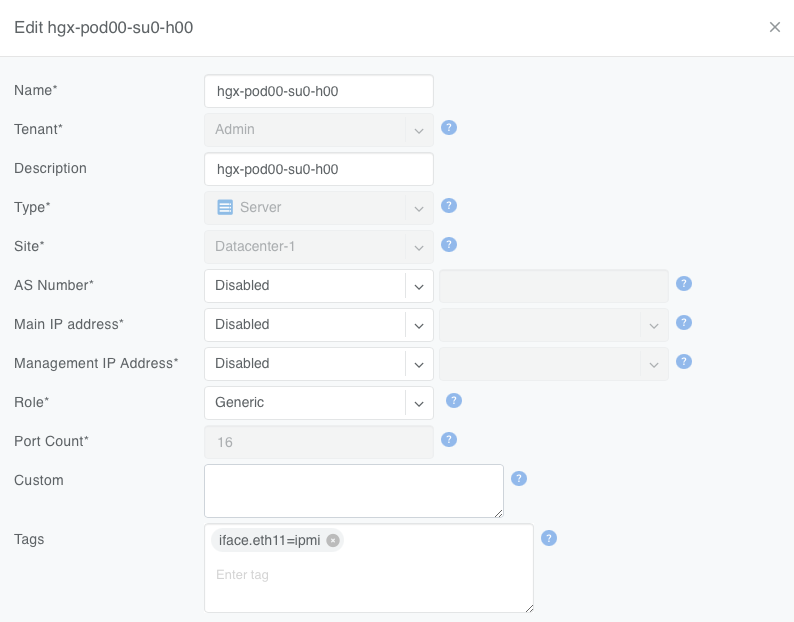 Edit hgx-pod00-su0-h00
Name* hgx-pod00-su0-h00
Tenant* Admin ?
Description hgx-pod00-su0-h00
Type* Server ?
Site* Datacenter-1 ?
AS Number* Disabled ?
Main IP address* Disabled ?
Management IP Address* Disabled ?
Role* Generic ?
Port Count* 16 ?
Custom ?
Tags iface.eth11=ipmi ?
Enter tag